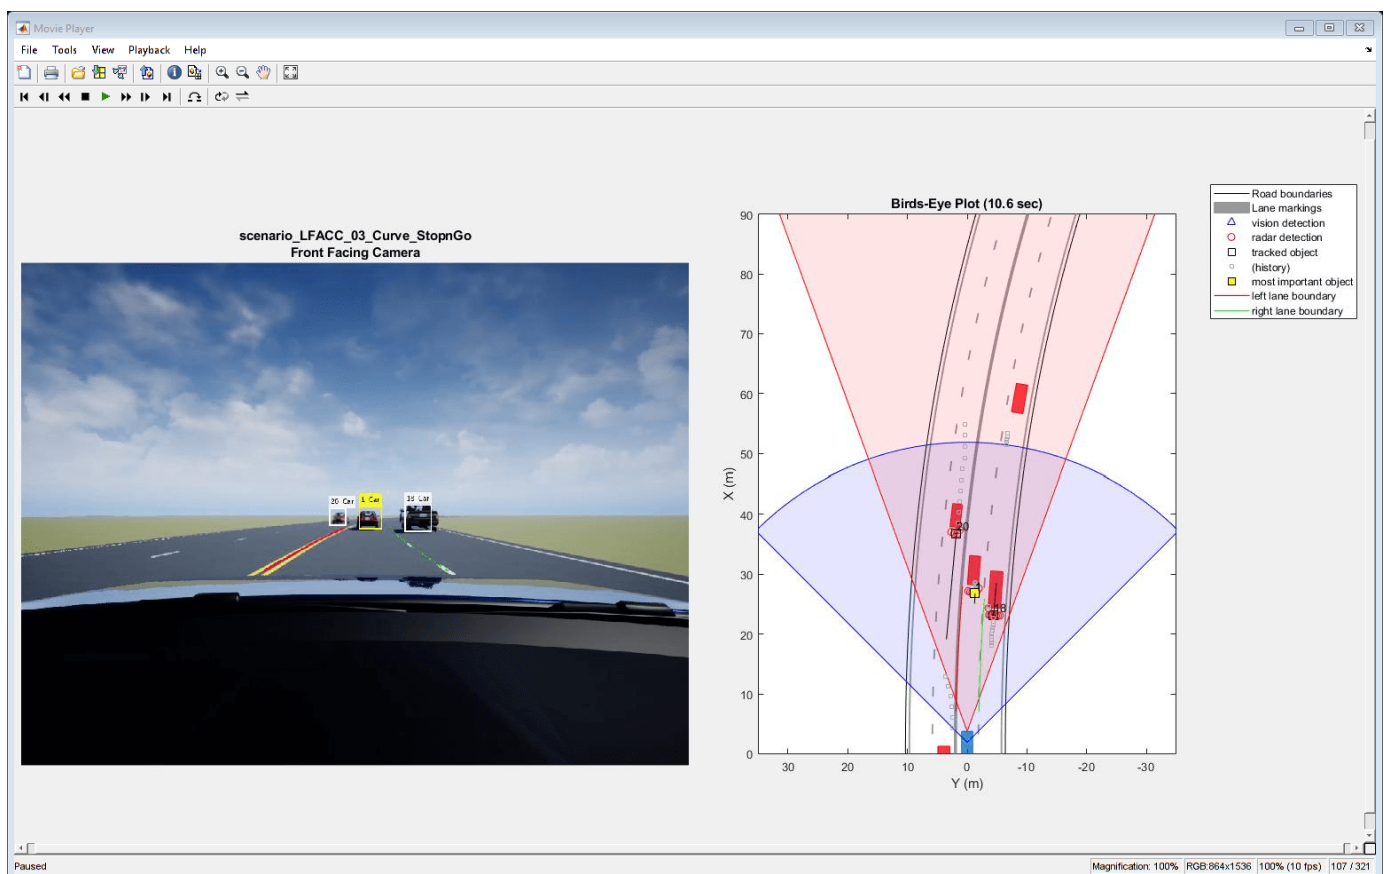 Movie Player
File Tools View Playback Help
scenario_LFACC_03_Curve_StopnGo
Front Facing Camera
20 Car
1 Car
18 Car
Birds-Eye Plot (10.6 sec)
90
80
70
60
50
40
30
20
10
0
X (m)
20
1
18
30 20 10 0 -10 -20 -30
Y (m)
Road boundaries
Lane markings
vision detection
radar detection
tracked object
(history)
most important object
left lane boundary
right lane boundary
Paused
Magnification: 100% RGB:864x1536 100% (10 fps) 107 / 321